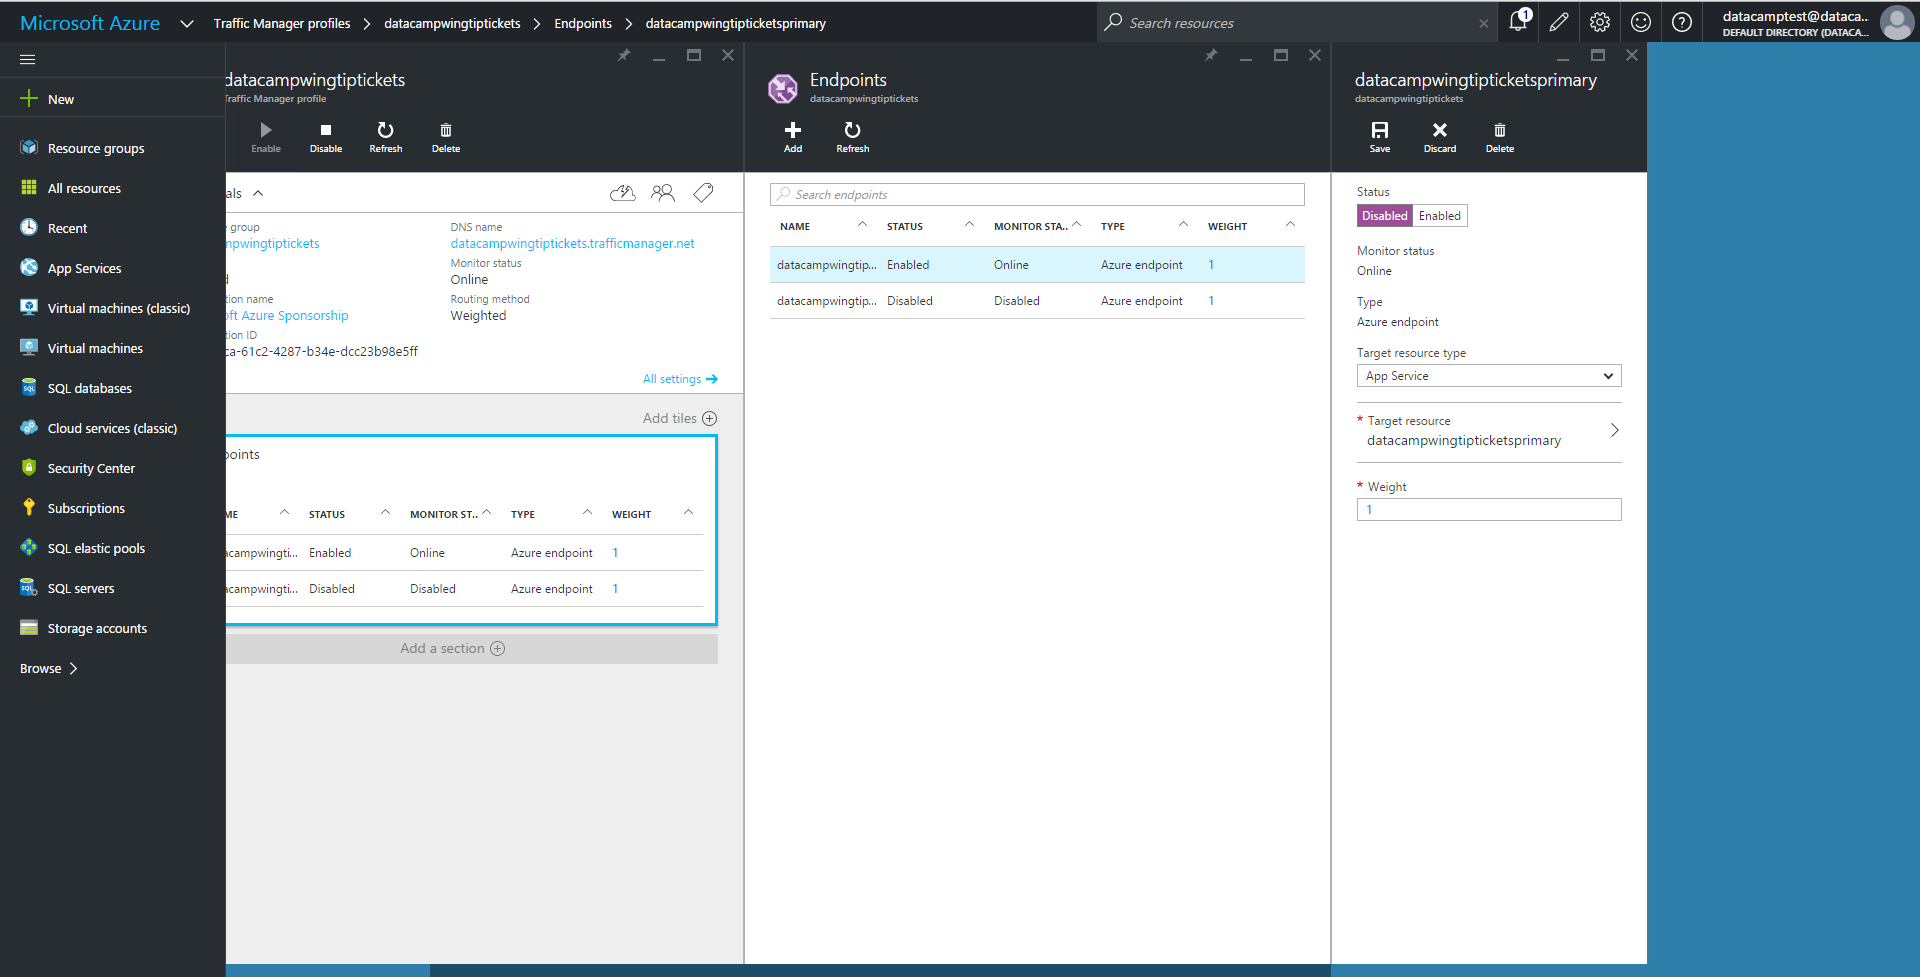 Microsoft Azure
Traffic Manager profiles
datacampwingtiptickets
Endpoints
datacampwingtipticketsprimary
Search resources
1
datacamptest@dataca...
DEFAULT DIRECTORY (DATACA...
New
Resource groups
All resources
Recent
App Services
Virtual machines (classic)
Virtual machines
SQL databases
Cloud services (classic)
Security Center
Subscriptions
SQL elastic pools
SQL servers
Storage accounts
Browse
datacampwingtiptickets
Traffic Manager profile
Enable
Disable
Refresh
Delete
als
e group
mpwingtiptickets
d
tion name
oft Azure Sponsorship
tion ID
ca-61c2-4287-b34e-dcc23b98e5ff
DNS name
datacampwingtiptickets.trafficmanager.net
Monitor status
Online
Routing method
Weighted
All settings
Add tiles
points
ME STATUS MONITOR ST.. TYPE WEIGHT
acampwingti... Enabled Online Azure endpoint 1
acampwingti... Disabled Disabled Azure endpoint 1
Add a section
Endpoints
datacampwingtiptickets
Add
Refresh
Search endpoints
NAME STATUS MONITOR STA.. TYPE WEIGHT
datacampwingtip... Enabled Online Azure endpoint 1
datacampwingtip... Disabled Disabled Azure endpoint 1
datacampwingtipticketsprimary
datacampwingtiptickets
Save
Discard
Delete
Status
Disabled Enabled
Monitor status
Online
Type
Azure endpoint
Target resource type
App Service
* Target resource
datacampwingtipticketsprimary
* Weight
1